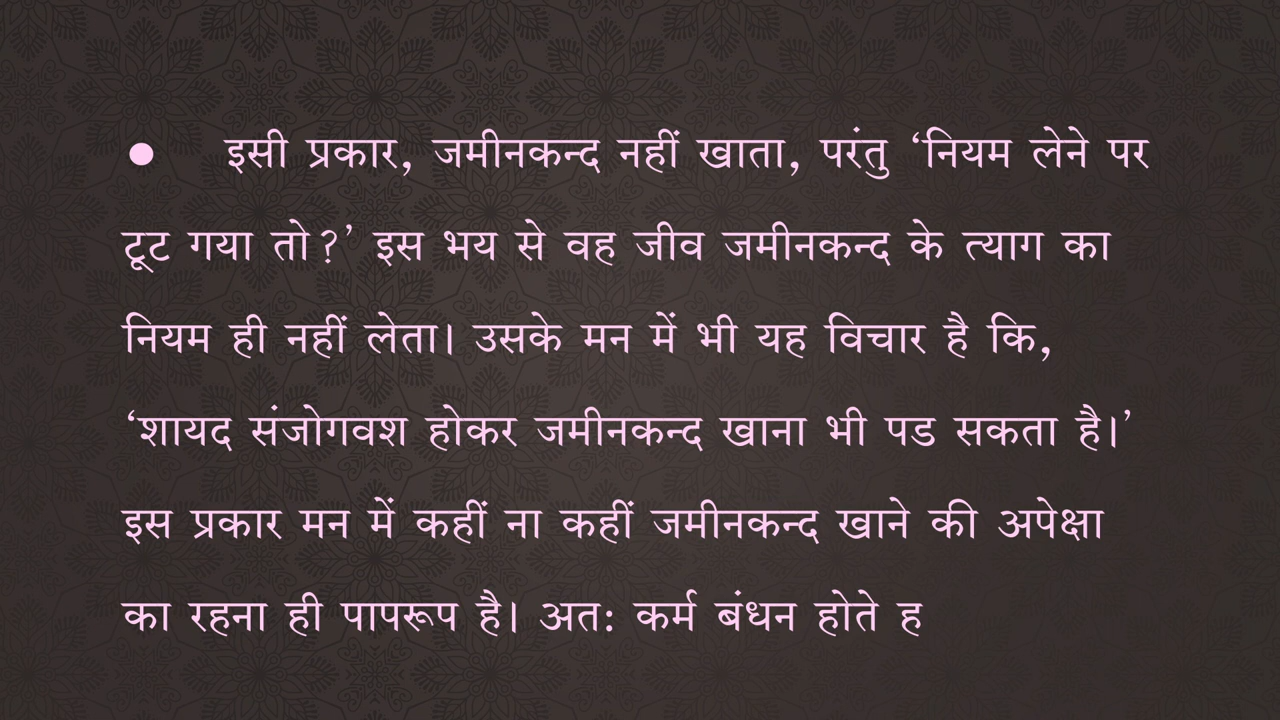 ● इसी प्रकार, जमीनकन्द नहीं खाता, परंतु ‘नियम लेने पर
टूट गया तो?’ इस भय से वह जीव जमीनकन्द के त्याग का
नियम ही नहीं लेता। उसके मन में भी यह विचार है कि,
‘शायद संजोगवश होकर जमीनकन्द खाना भी पड सकता है।’
इस प्रकार मन में कहीं ना कहीं जमीनकन्द खाने की अपेक्षा
का रहना ही पापरूप है। अत: कर्म बंधन होते ह